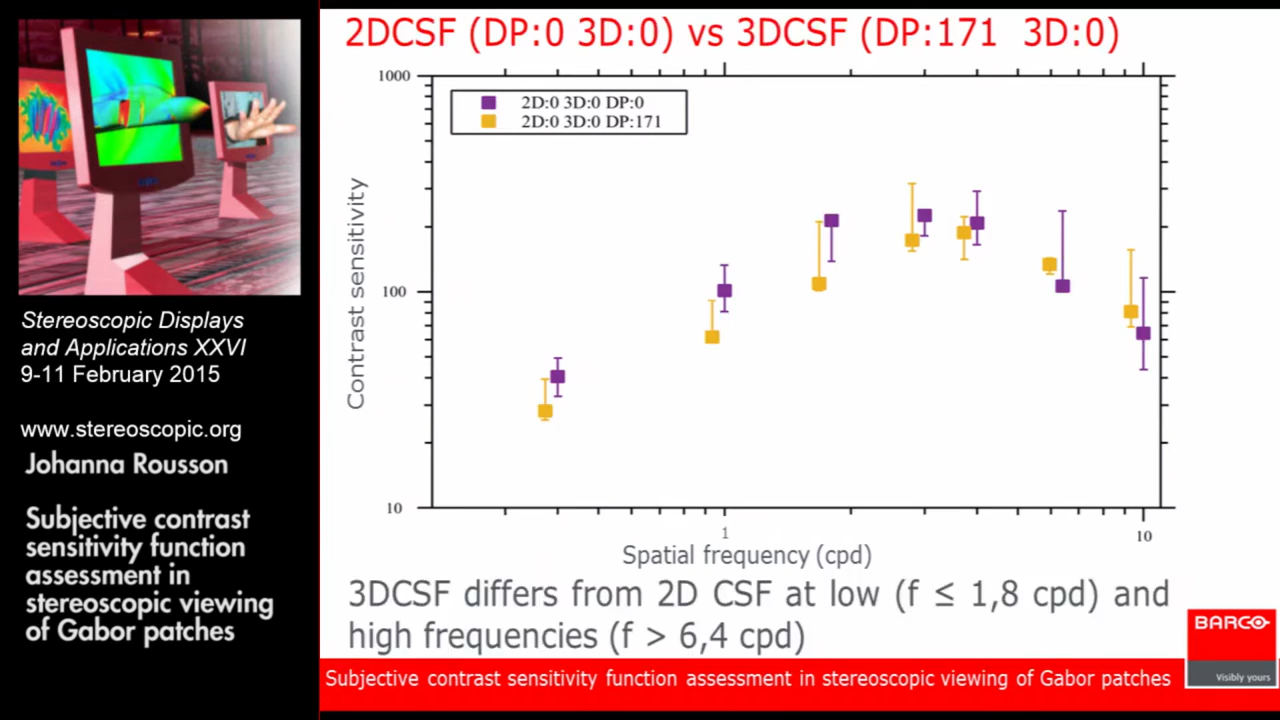 Stereoscopic Displays
and Applications XXVI
9-11 February 2015
www.stereoscopic.org
Johanna Rousson
Subjective contrast
sensitivity function
assessment in
stereoscopic viewing
of Gabor patches
2DCSF (DP:0 3D:0) vs 3DCSF (DP:171 3D:0)
1000
2D:0 3D:0 DP:0
2D:0 3D:0 DP:171
Contrast sensitivity
100
10
1
10
Spatial frequency (cpd)
3DCSF differs from 2D CSF at low (f ≤ 1,8 cpd) and
high frequencies (f > 6,4 cpd)
BARCO
Visibly yours
Subjective contrast sensitivity function assessment in stereoscopic viewing of Gabor patches